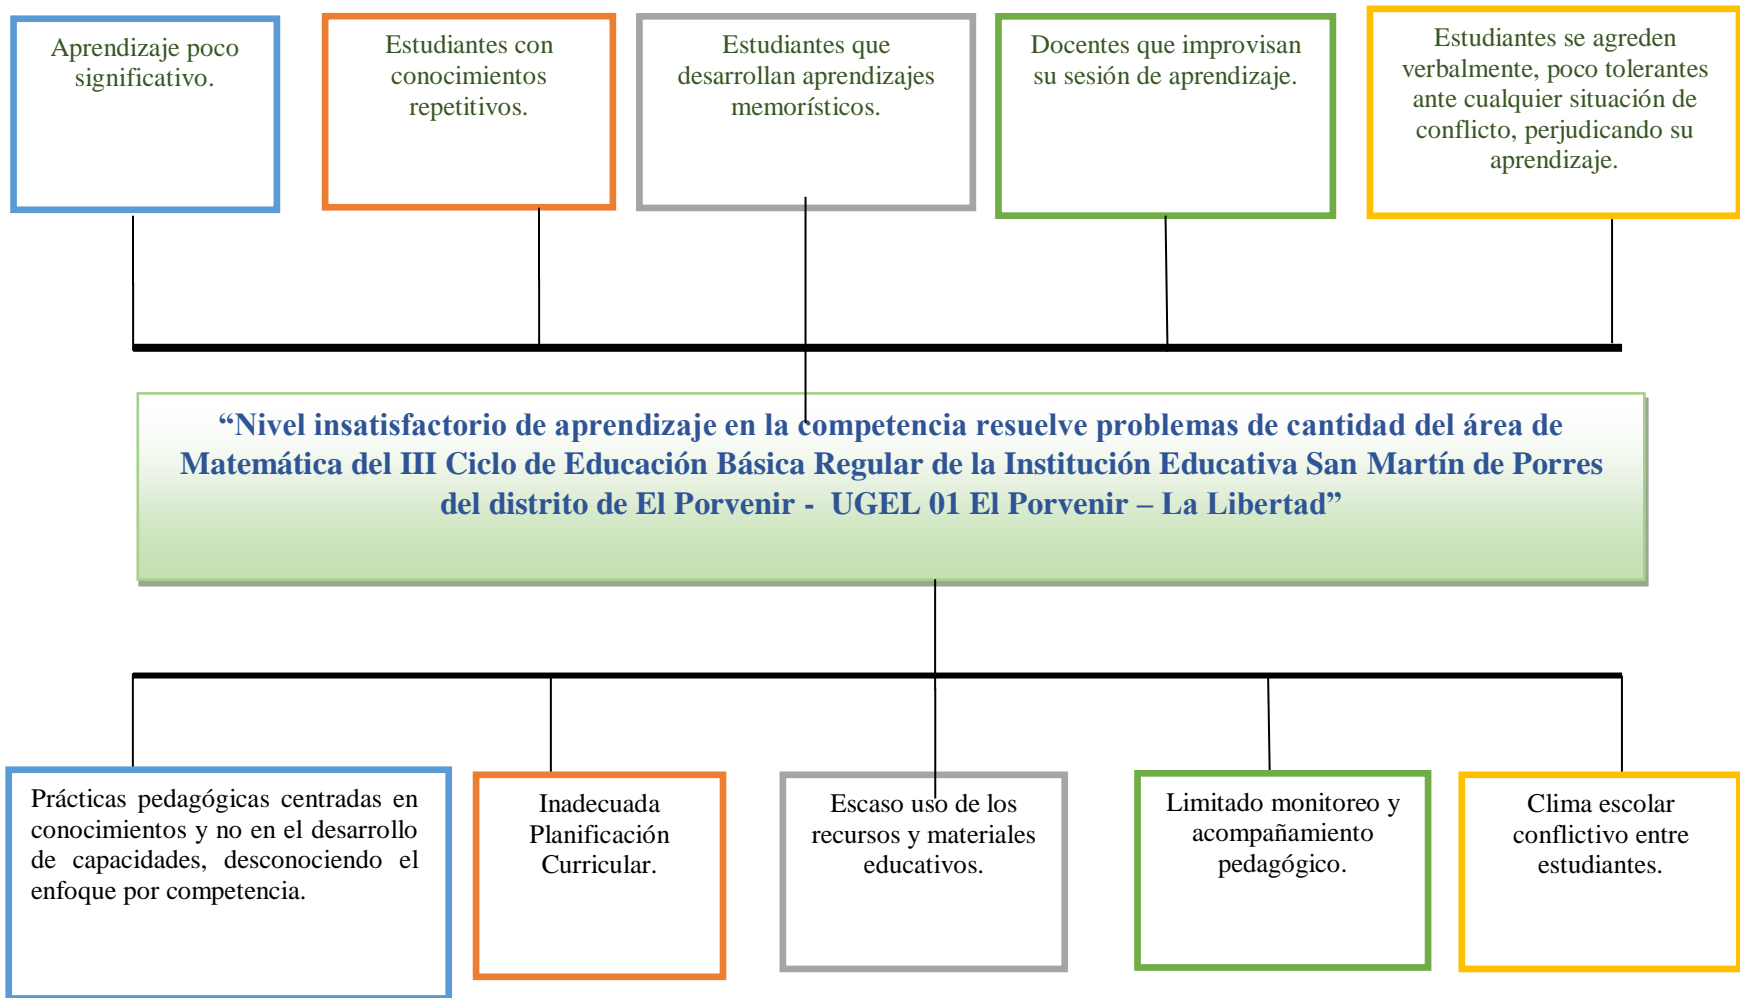 Aprendizaje poco
significativo.
Estudiantes con
conocimientos
repetitivos.
Estudiantes que
desarrollan aprendizajes
memorísticos.
Docentes que improvisan
su sesión de aprendizaje.
Estudiantes se agreden
verbalmente, poco tolerantes
ante cualquier situación de
conflicto, perjudicando su
aprendizaje.
“Nivel insatisfactorio de aprendizaje en la competencia resuelve problemas de cantidad del área de
Matemática del III Ciclo de Educación Básica Regular de la Institución Educativa San Martín de Porres
del distrito de El Porvenir - UGEL 01 El Porvenir – La Libertad”
Prácticas pedagógicas centradas en
conocimientos y no en el desarrollo
de capacidades, desconociendo el
enfoque por competencia.
Inadecuada
Planificación
Curricular.
Escaso uso de los
recursos y materiales
educativos.
Limitado monitoreo y
acompañamiento
pedagógico.
Clima escolar
conflictivo entre
estudiantes.